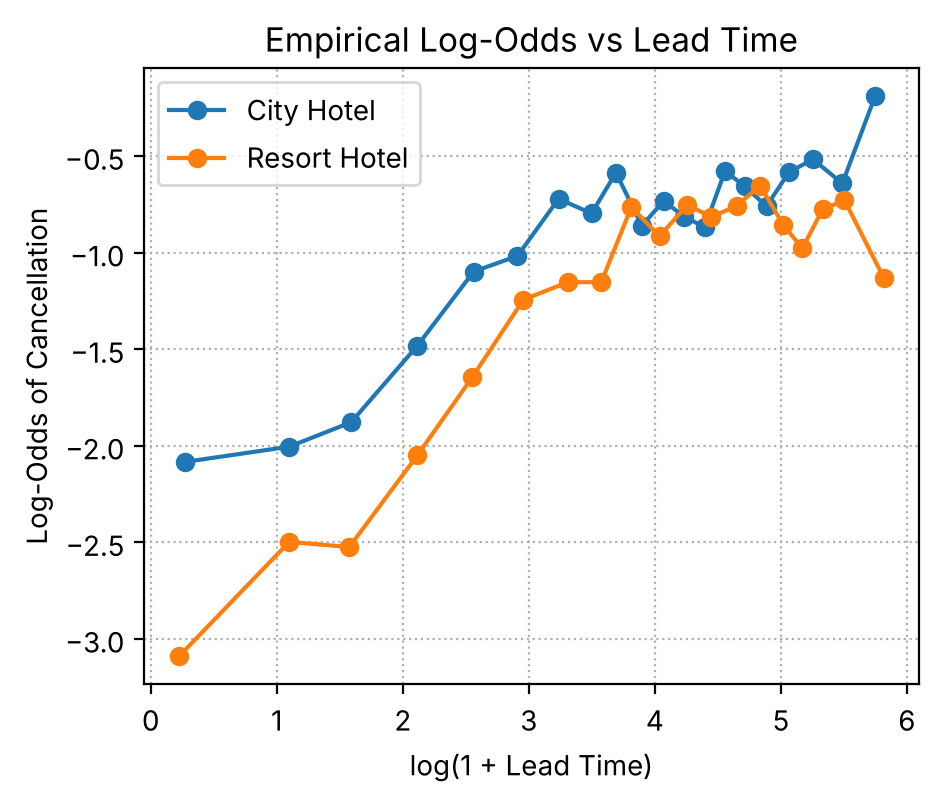 Empirical Log-Odds vs Lead Time
City Hotel
Resort Hotel
Log-Odds of Cancellation
−0.5
−1.0
−1.5
−2.0
−2.5
−3.0
0 1 2 3 4 5 6
log(1 + Lead Time)